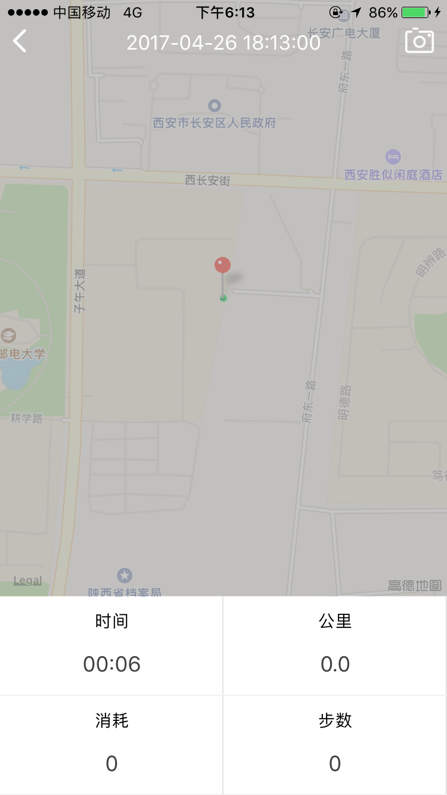 中国移动 4G 下午6:13 86%
长安广电大厦
2017-04-26 18:13:00
府东一路
西安市长安区人民政府
西安胜似闲庭酒店
西长安街
明辨路
子午大道
邮电大学
府东一路
明德路
耕学路
笃
Legal
高德地图
陕西省档案局
时间
公里
00:06
0.0
消耗
步数
0
0